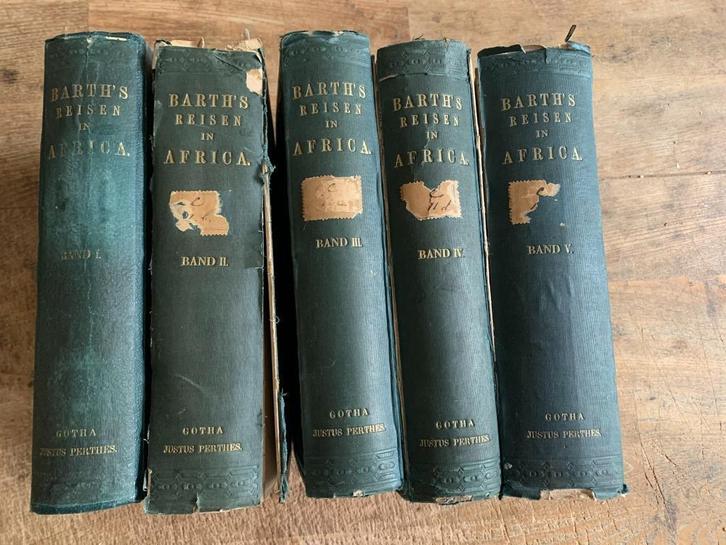 BARTH'S
REISEN
IN
AFRICA.
BAND I.
GOTHA
JUSTUS PERTHES.
BARTH'S
REISEN
IN
AFRICA.
C
BAND II.
GOTHA
JUSTUS PERTHES.
BARTH'S
REISEN
IN
AFRICA.
C
BAND III.
GOTHA
JUSTUS PERTHES.
BARTH'S
REISEN
IN
AFRICA.
C
BAND IV.
GOTHA
JUSTUS PERTHES.
BARTH'S
REISEN
IN
AFRICA.
C
BAND V.
GOTHA
JUSTUS PERTHES.